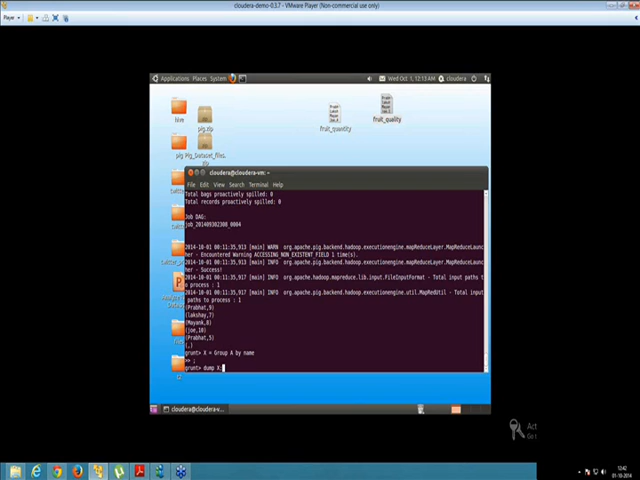 cloudera-demo-0.3.7 - VMware Player (Non-commercial use only)
Player
Applications Places System
Wed Oct 1, 12:13 AM cloudera
hive
pig.zip
fruit_quantity
fruit_quality
pig
Pig_Dataset_files.
zip
cloudera@cloudera-vm: ~
File Edit View Search Terminal Help
Total bags proactively spilled: 0
Total records proactively spilled: 0
Job DAG:
job_201409302308_0004
2014-10-01 00:11:35,913 [main] WARN org.apache.pig.backend.hadoop.executionengine.mapReduceLayer.MapReduceLaunc
her - Encountered Warning ACCESSING_NON_EXISTENT_FIELD 1 time(s).
2014-10-01 00:11:35,913 [main] INFO org.apache.pig.backend.hadoop.executionengine.mapReduceLayer.MapReduceLaunc
her - Success!
2014-10-01 00:11:35,917 [main] INFO org.apache.hadoop.mapreduce.lib.input.FileInputFormat - Total input paths t
o process : 1
2014-10-01 00:11:35,917 [main] INFO org.apache.pig.backend.hadoop.executionengine.util.MapRedUtil - Total input
paths to process : 1
(Prabhat,9)
(lakshay,7)
(Mayank,8)
(joe,10)
(Prabhat,5)
(,)
grunt> X = Group A by name
>> ;
grunt> dump X;
cloudera@cloudera-v...
Act
Go t
12:42
01-10-2014